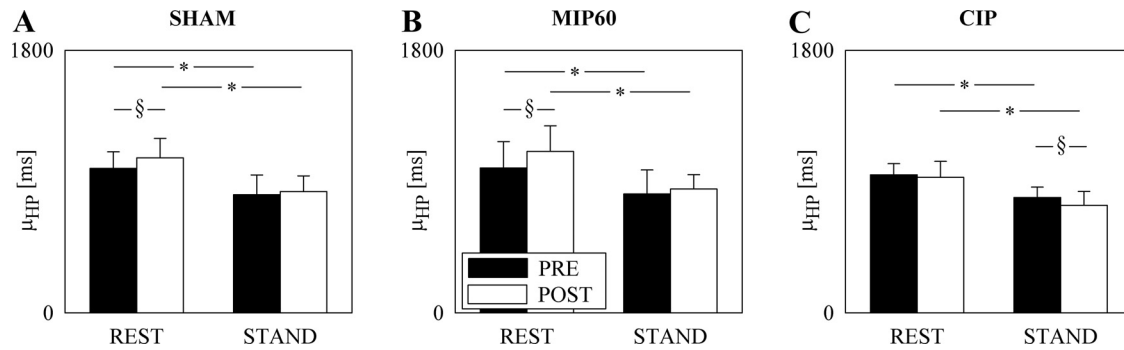 A SHAM
1800
*
*
§
μHP [ms]
0
REST STAND
B MIP60
1800
*
*
§
μHP [ms]
PRE
POST
0
REST STAND
C CIP
1800
*
*
§
μHP [ms]
0
REST STAND